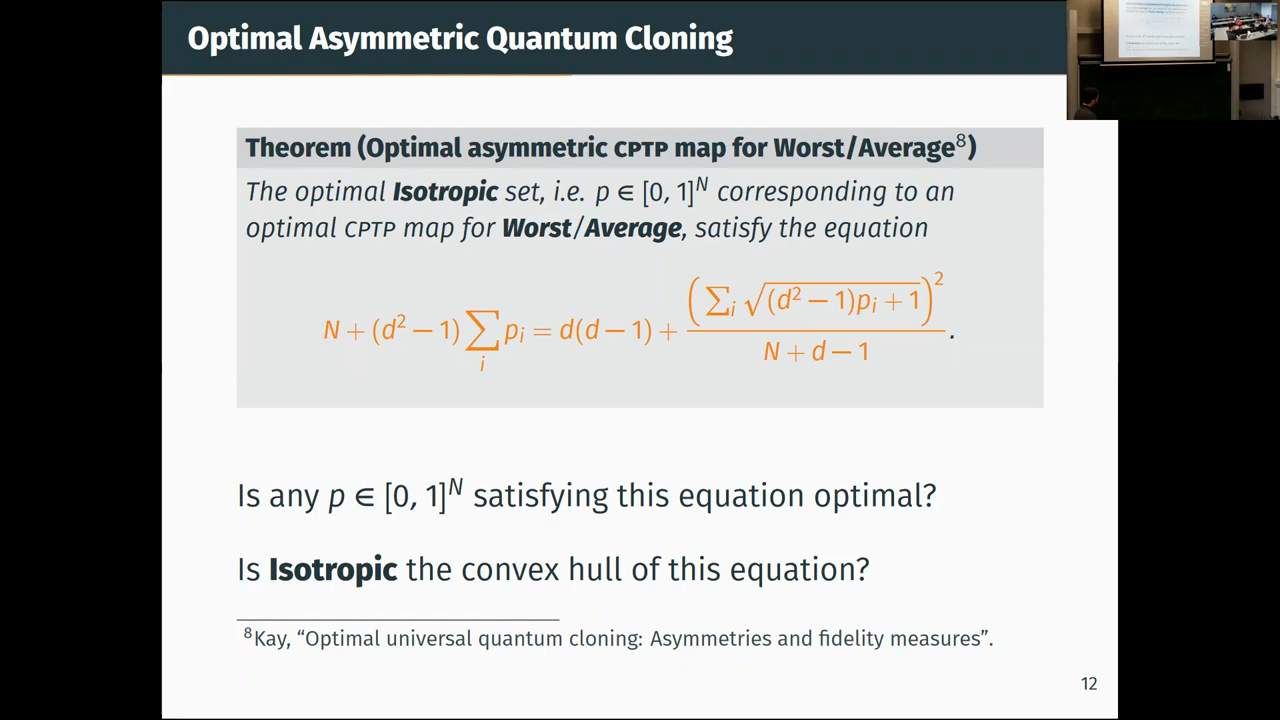 Optimal Asymmetric Quantum Cloning
Theorem (Optimal asymmetric CPTP map for Worst/Average⁸)
The optimal Isotropic set, i.e. p ∈ [0, 1]ᴺ corresponding to an
optimal CPTP map for Worst/Average, satisfy the equation
N + (d² − 1) ∑ᵢ pᵢ = d(d − 1) + (∑ᵢ √((d² − 1)pᵢ + 1))² / (N + d − 1).
Is any p ∈ [0, 1]ᴺ satisfying this equation optimal?
Is Isotropic the convex hull of this equation?
⁸Kay, “Optimal universal quantum cloning: Asymmetries and fidelity measures”.
12